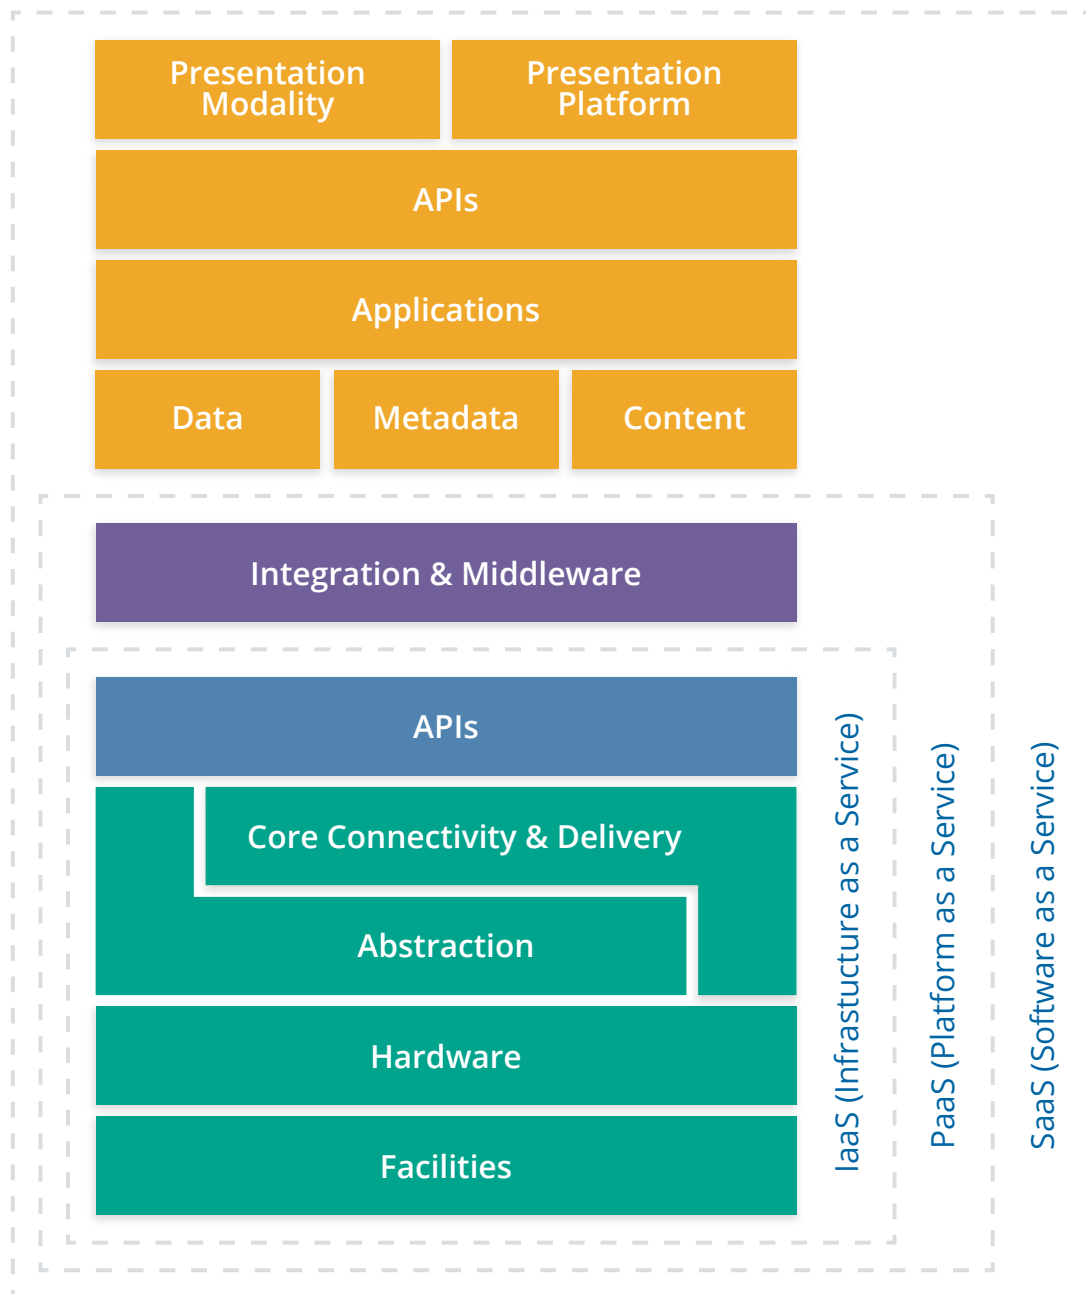 Presentation
Modality
Presentation
Platform
APIs
Applications
Data
Metadata
Content
Integration & Middleware
APIs
Core Connectivity & Delivery
Abstraction
Hardware
Facilities
IaaS (Infrastucture as a Service)
PaaS (Platform as a Service)
SaaS (Software as a Service)